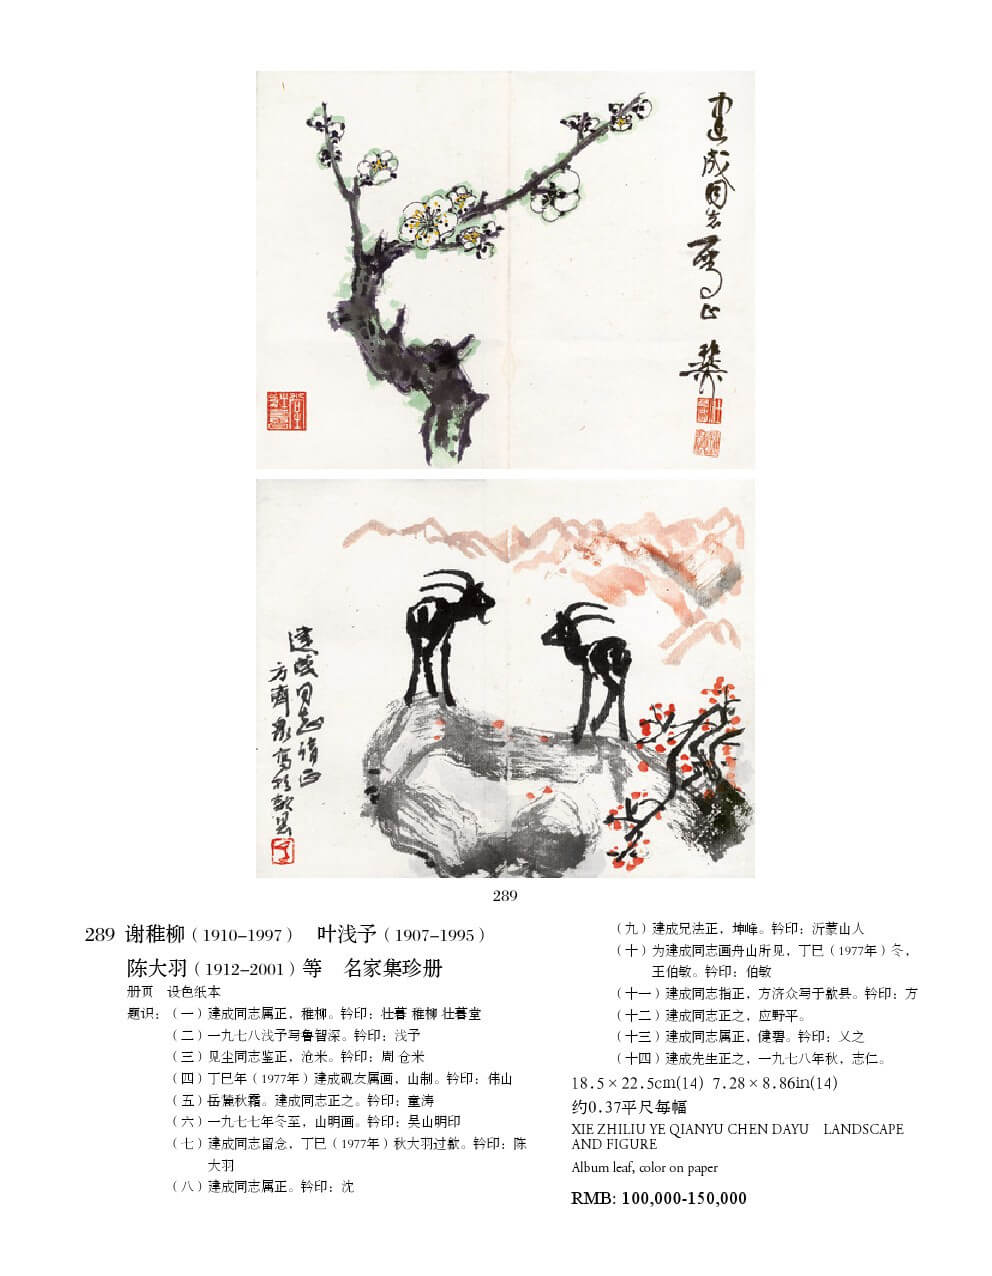 建成同志属正 稚柳
建成同志请正
方济众写于歙县
289
289 谢稚柳（1910-1997） 叶浅予（1907-1995）
陈大羽（1912-2001）等 名家集珍册
册页 设色纸本
题识：（一）建成同志属正，稚柳。钤印：壮暮 稚柳 壮暮堂
（二）一九七八浅予写鲁智深。钤印：浅予
（三）见尘同志鉴正，沧米。钤印：周 仓米
（四）丁巳年（1977年）建成砚友属画，山制。钤印：伟山
（五）岳麓秋霜。建成同志正之。钤印：童涛
（六）一九七七年冬至，山明画。钤印：吴山明印
（七）建成同志留念，丁巳（1977年）秋大羽过歙。钤印：陈
大羽
（八）建成同志属正。钤印：沈
（九）建成兄法正，坤峰。钤印：沂蒙山人
（十）为建成同志画舟山所见，丁巳（1977年）冬，
王伯敏。钤印：伯敏
（十一）建成同志指正，方济众写于歙县。钤印：方
（十二）建成同志正之，应野平。
（十三）建成同志属正，健碧。钤印：乂之
（十四）建成先生正之，一九七八年秋，志仁。
18.5×22.5cm(14) 7.28×8.86in(14)
约0.37平尺每幅
XIE ZHILIU YE QIANYU CHEN DAYU LANDSCAPE
AND FIGURE
Album leaf, color on paper
RMB: 100,000-150,000